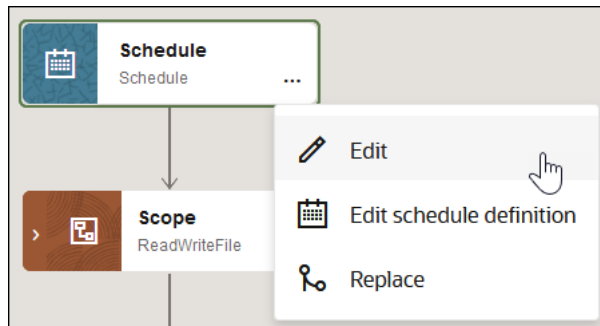 Schedule
Schedule
...
Edit
Edit schedule definition
Scope
ReadWriteFile
Replace